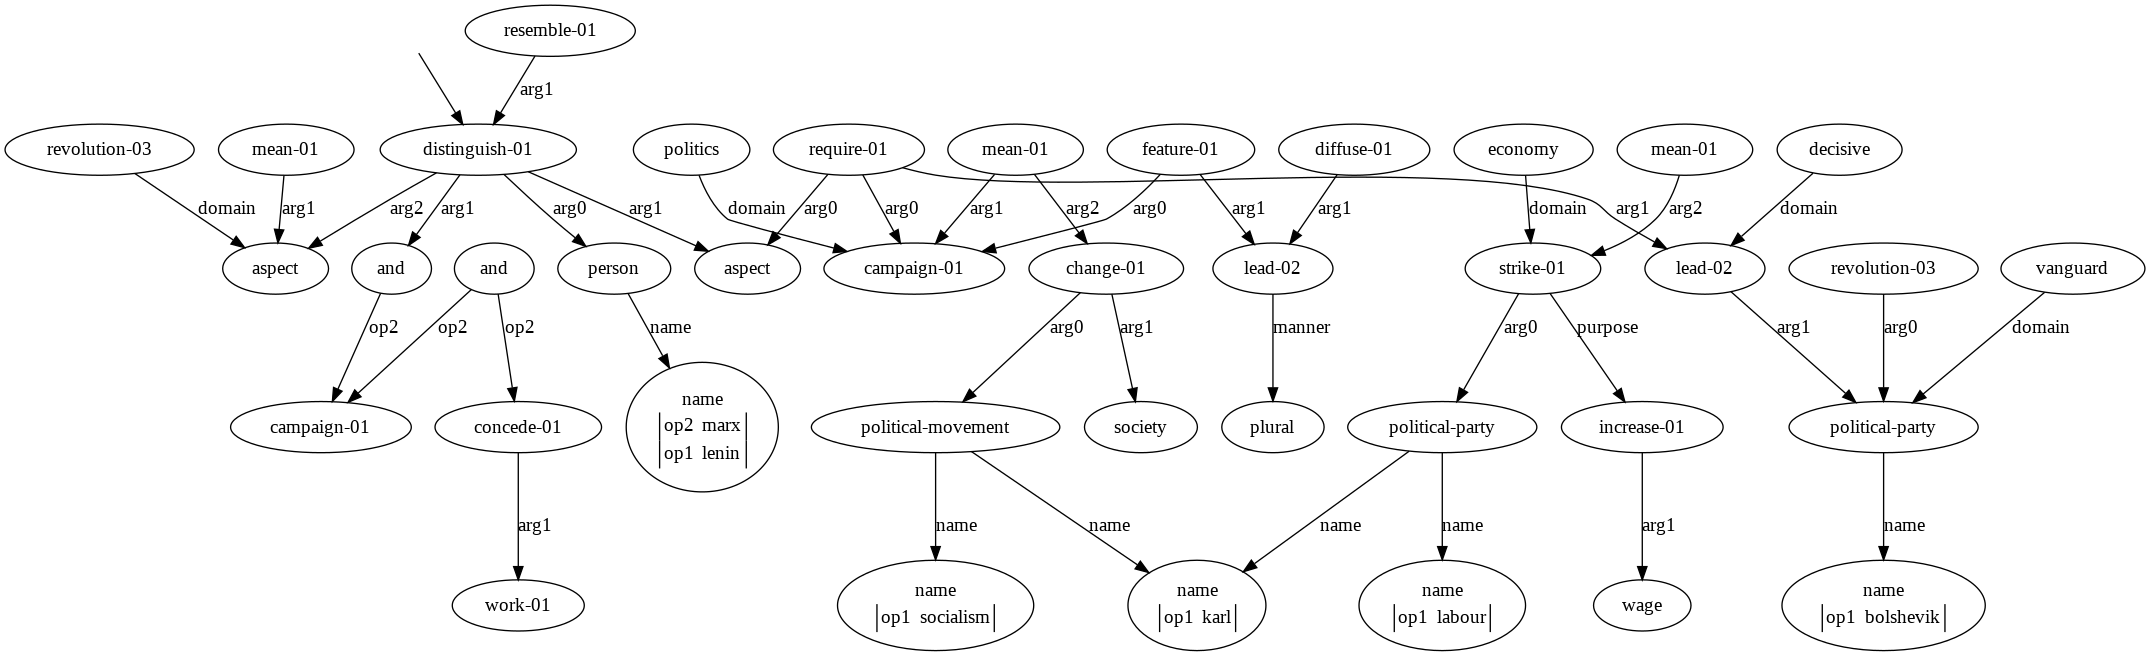 resemble-01
arg1
revolution-03
mean-01
distinguish-01
politics
require-01
mean-01
feature-01
diffuse-01
economy
mean-01
decisive
domain
arg1
arg2
arg1
arg0
arg1
domain
arg0
arg0
arg1
arg2
arg0
arg1
arg1
domain
arg2
arg1
domain
aspect
and
and
person
aspect
campaign-01
change-01
lead-02
strike-01
lead-02
revolution-03
vanguard
op2
op2
op2
name
arg0
arg1
manner
arg0
purpose
arg1
arg0
domain
campaign-01
concede-01
name
op2 marx
op1 lenin
political-movement
society
plural
political-party
increase-01
political-party
arg1
name
name
name
name
arg1
name
work-01
name
op1 socialism
name
op1 karl
name
op1 labour
wage
name
op1 bolshevik